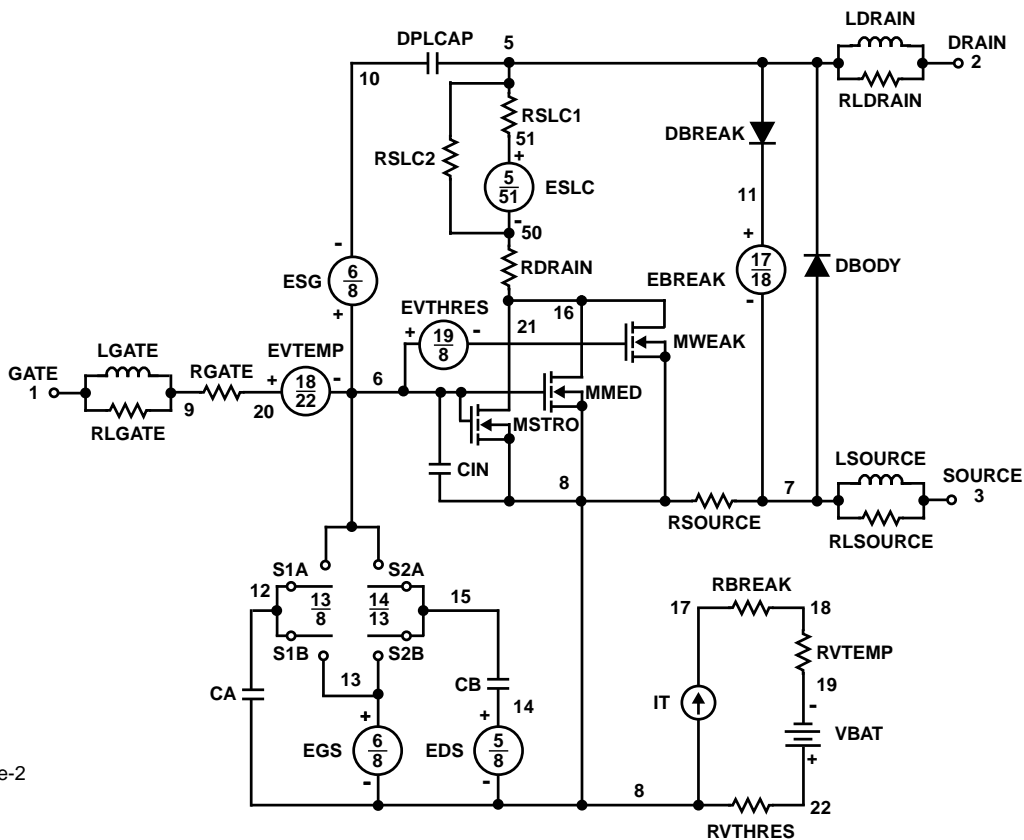 LDRAIN
DPLCAP 5 DRAIN
10 2
RSLC1 RLDRAIN
51 DBREAK
RSLC2 +
5
51 ESLC
11
-
- 50 +
RDRAIN 17
18 DBODY
ESG 6
8 EBREAK
+ EVTHRES 16 -
+ 19
8 - 21
LGATE EVTEMP MWEAK
GATE RGATE + 18
22 - 6
1 MMED
9 20 MSTRO
RLGATE
CIN LSOURCE
8 7 SOURCE
3
RSOURCE
RLSOURCE
S1A S2A
12 13
8 14
13 15 RBREAK
17 18
S1B S2B
RVTEMP
13 CB 19
CA 14 IT -
+ + VBAT
EGS 6
8 EDS 5
8 +
- - 8 22
e-2
RVTHRES